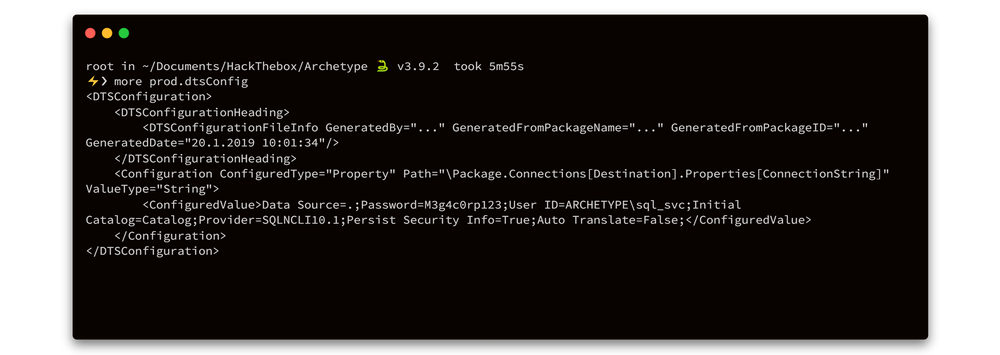 root in ~/Documents/HackThebox/Archetype 🐍 v3.9.2  took 5m55s
⚡❯ more prod.dtsConfig
<DTSConfiguration>
    <DTSConfigurationHeading>
        <DTSConfigurationFileInfo GeneratedBy="..." GeneratedFromPackageName="..." GeneratedFromPackageID="..."
GeneratedDate="20.1.2019 10:01:34"/>
    </DTSConfigurationHeading>
    <Configuration ConfiguredType="Property" Path="\Package.Connections[Destination].Properties[ConnectionString]"
ValueType="String">
        <ConfiguredValue>Data Source=.;Password=M3g4c0rp123;User ID=ARCHETYPE\sql_svc;Initial
Catalog=Catalog;Provider=SQLNCLI10.1;Persist Security Info=True;Auto Translate=False;</ConfiguredValue>
    </Configuration>
</DTSConfiguration>